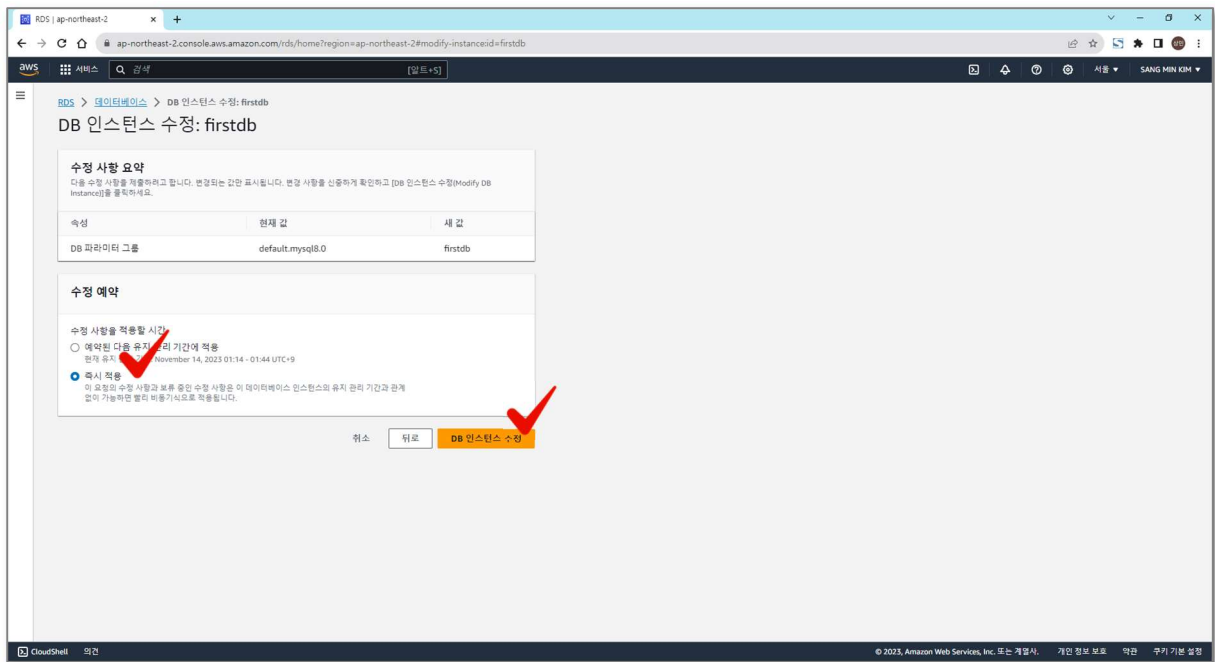 RDS | ap-northeast-2
ap-northeast-2.console.aws.amazon.com/rds/home?region=ap-northeast-2#modify-instance:id=firstdb
aws 서비스 검색 [알트+S] 서울 SANG MIN KIM
RDS > 데이터베이스 > DB 인스턴스 수정: firstdb
DB 인스턴스 수정: firstdb
수정 사항 요약
다음 수정 사항을 제출하려고 합니다. 변경되는 값만 표시됩니다. 변경 사항을 신중하게 확인하고 [DB 인스턴스 수정(Modify DB
Instance)]을 클릭하세요.
속성 현재 값 새 값
DB 파라미터 그룹 default.mysql8.0 firstdb
수정 예약
수정 사항을 적용할 시간
예약된 다음 유지 관리 기간에 적용
현재 유지 November 14, 2023 01:14 - 01:44 UTC+9
즉시 적용
이 요청의 수정 사항과 보류 중인 수정 사항은 이 데이터베이스 인스턴스의 유지 관리 기간과 관계
없이 가능하면 빨리 비동기식으로 적용됩니다.
취소 뒤로 DB 인스턴스 수정
CloudShell 의견 © 2023, Amazon Web Services, Inc. 또는 계열사. 개인 정보 보호 약관 쿠키 기본 설정